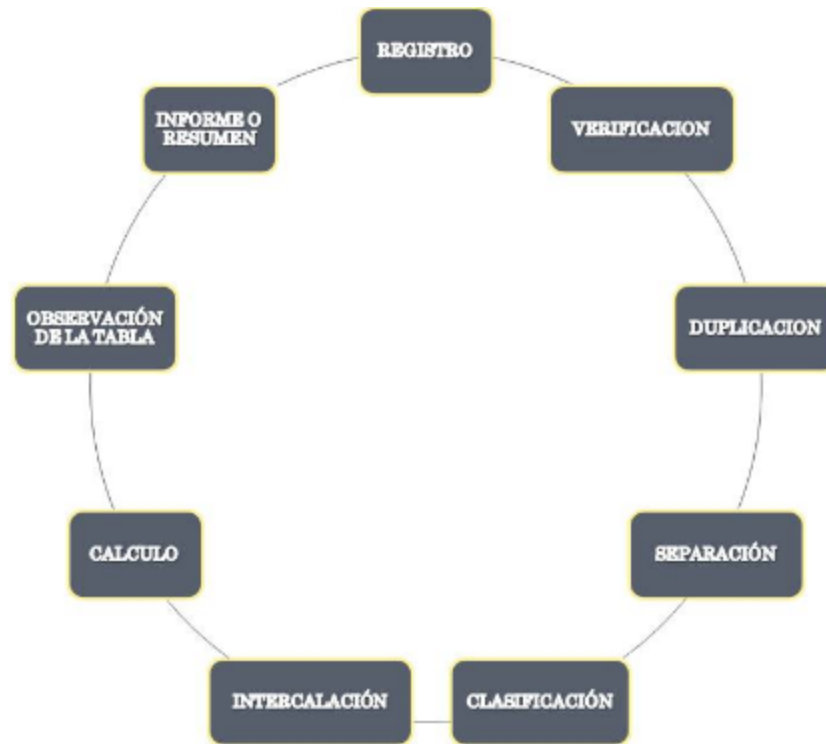 REGISTRO
VERIFICACION
DUPLICACION
SEPARACIÓN
CLASIFICACIÓN
INTERCALACIÓN
CALCULO
OBSERVACIÓN
DE LA TABLA
INFORME O
RESUMEN